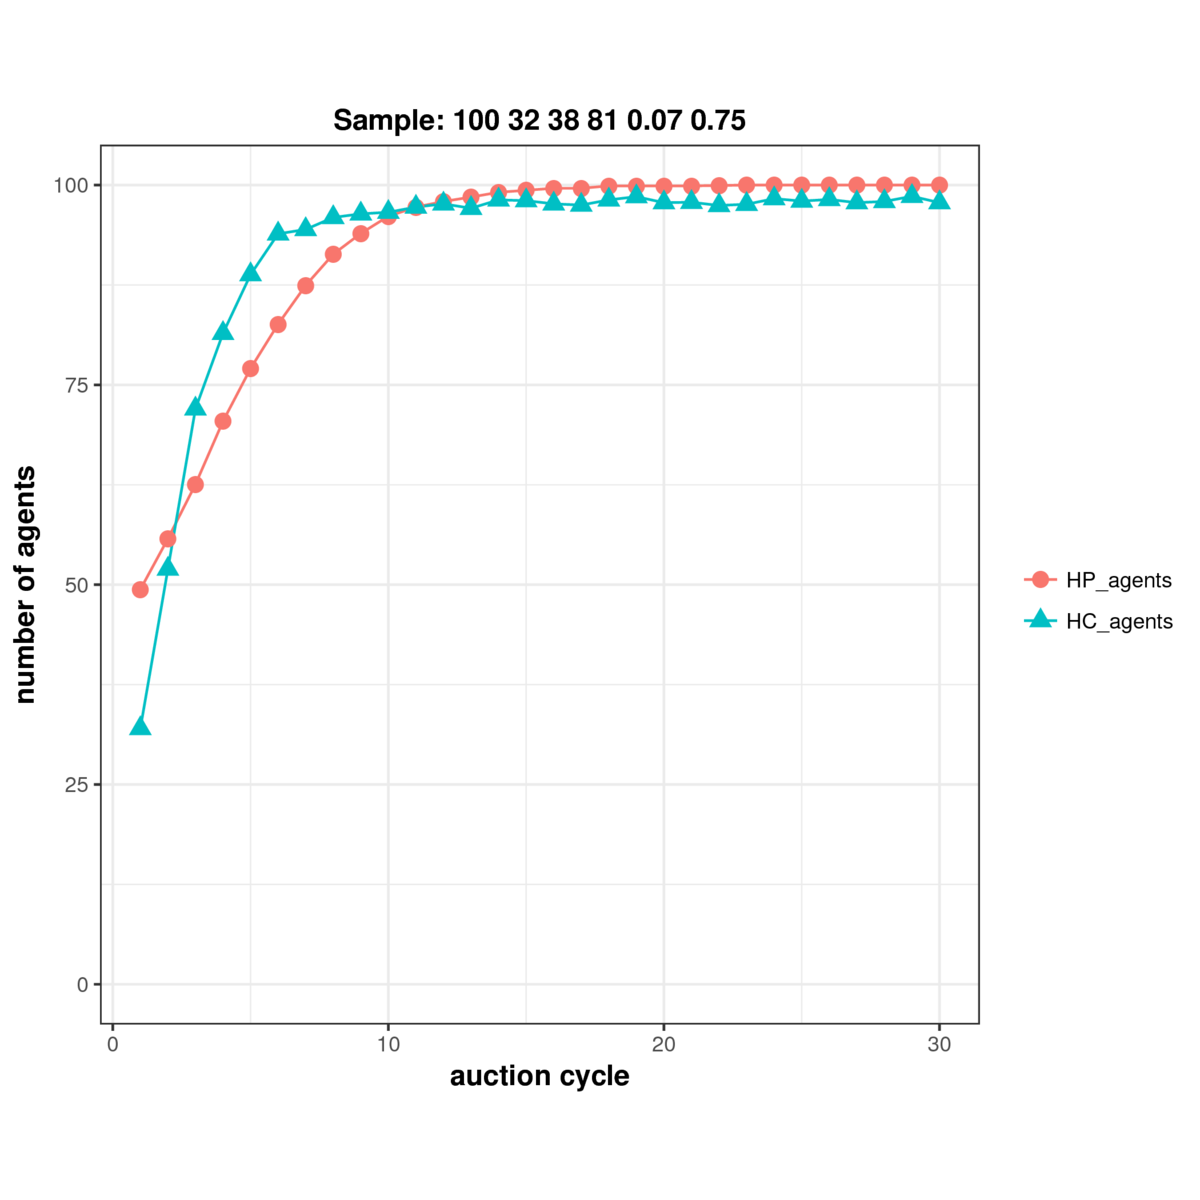 Sample: 100 32 38 81 0.07 0.75
100
75
50
25
0
number of agents
0 10 20 30
auction cycle
HP_agents
HC_agents